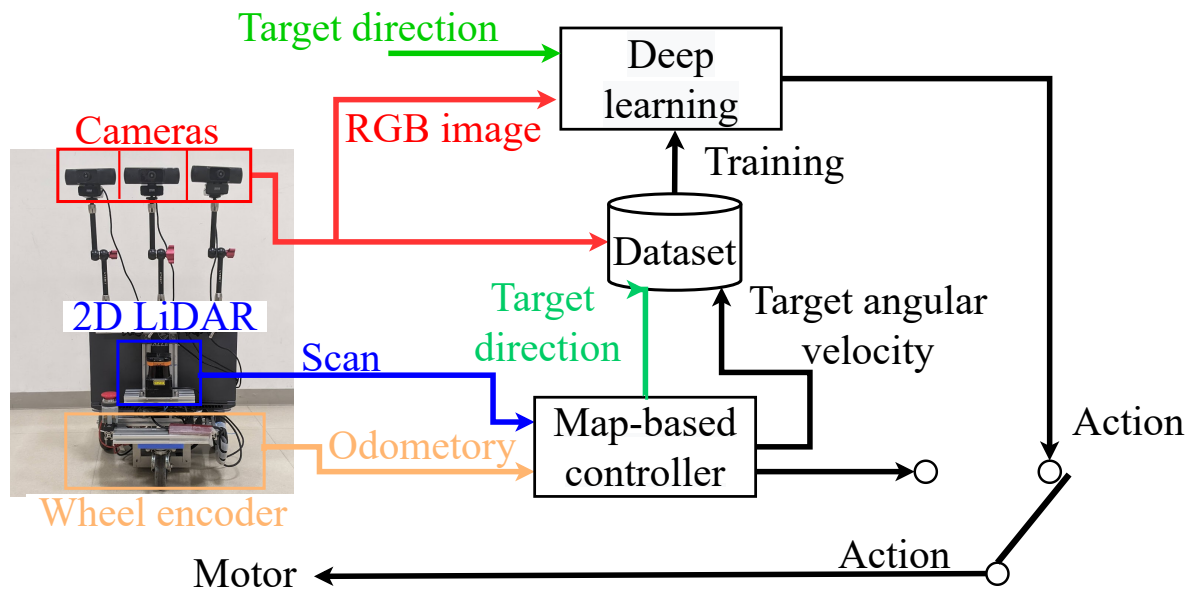 Target direction
Deep
learning
RGB image
Cameras
Training
Dataset
Target
direction
Target angular
velocity
2D LiDAR
Scan
Map-based
controller
Action
Odometory
Wheel encoder
Action
Motor